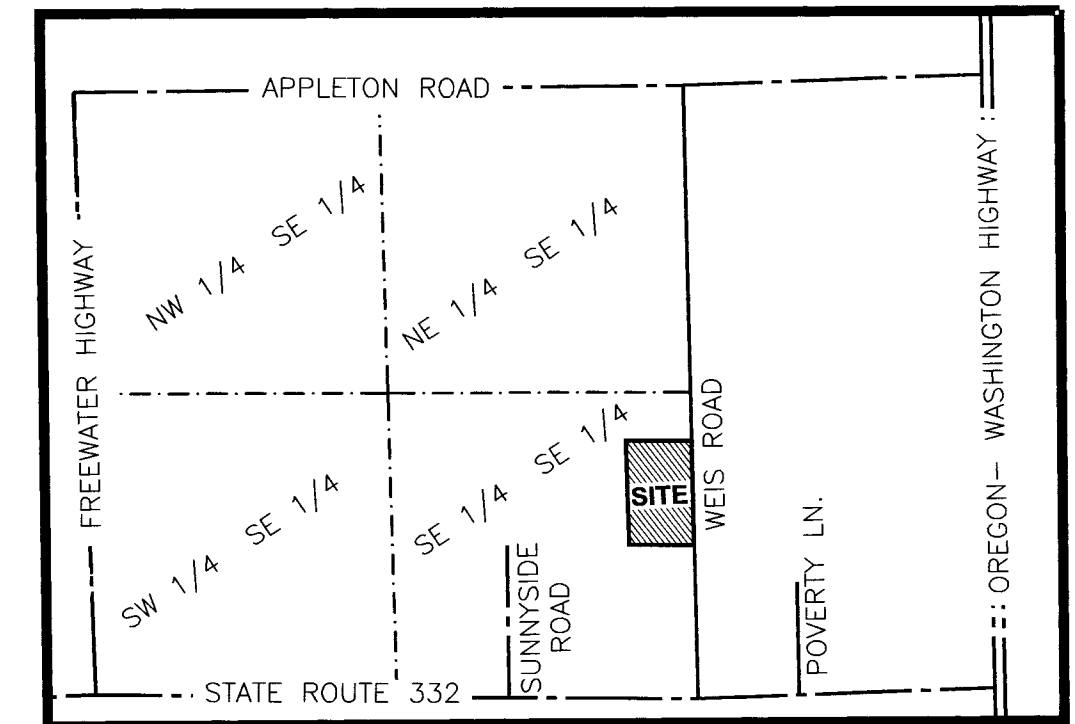 APPLETON ROAD
NW 1/4 SE 1/4
NE 1/4 SE 1/4
FREEWATER HIGHWAY
OREGON— WASHINGTON HIGHWAY
SW 1/4 SE 1/4
SE 1/4 SE 1/4
SITE
WEIS ROAD
SUNNYSIDE
ROAD
POVERTY LN.
STATE ROUTE 332